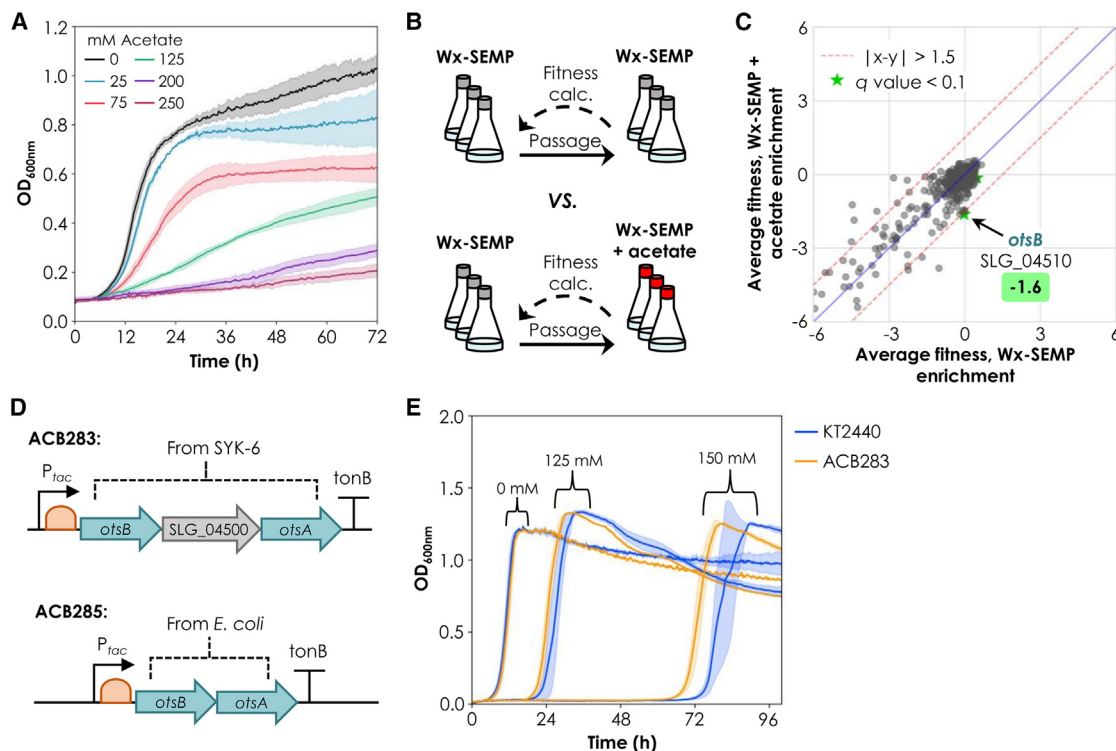 A
mM Acetate
0
25
75
125
200
250
1.2
1.0
0.8
0.6
0.4
0.2
0.0
OD600nm
0
12
24
36
48
60
72
Time (h)
B
Wx-SEMP
Wx-SEMP
Fitness
calc.
Passage
VS.
Wx-SEMP
Wx-SEMP
+ acetate
Fitness
calc.
Passage
C
|x-y| > 1.5
q value < 0.1
6
3
0
-3
-6
Average fitness, Wx-SEMP +
acetate enrichment
otsB
SLG_04510
-1.6
-6
-3
0
3
6
Average fitness, Wx-SEMP
enrichment
D
ACB283:
From SYK-6
Ptac
tonB
otsB
SLG_04500
otsA
ACB285:
From E. coli
Ptac
tonB
otsB
otsA
E
2.0
1.5
1.0
0.5
0.0
OD600nm
0 mM
125 mM
150 mM
KT2440
ACB283
0
24
48
72
96
Time (h)